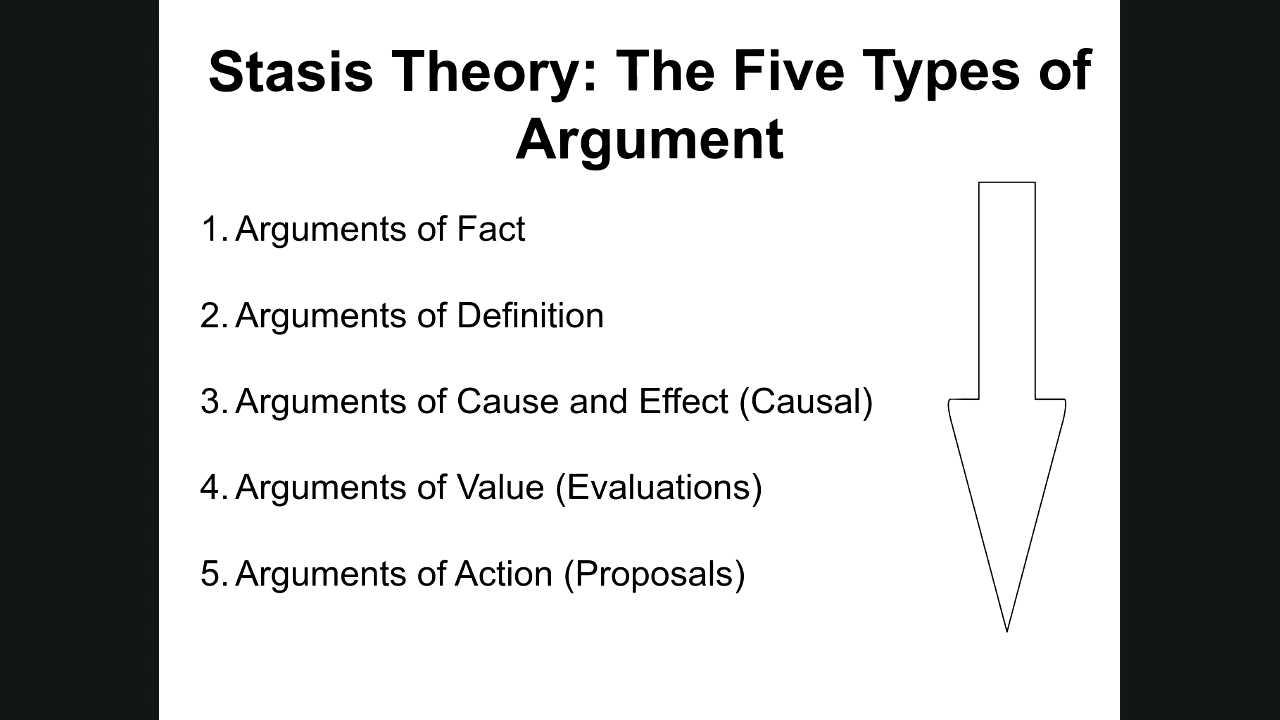 Stasis Theory: The Five Types of
Argument
1. Arguments of Fact
2. Arguments of Definition
3. Arguments of Cause and Effect (Causal)
4. Arguments of Value (Evaluations)
5. Arguments of Action (Proposals)